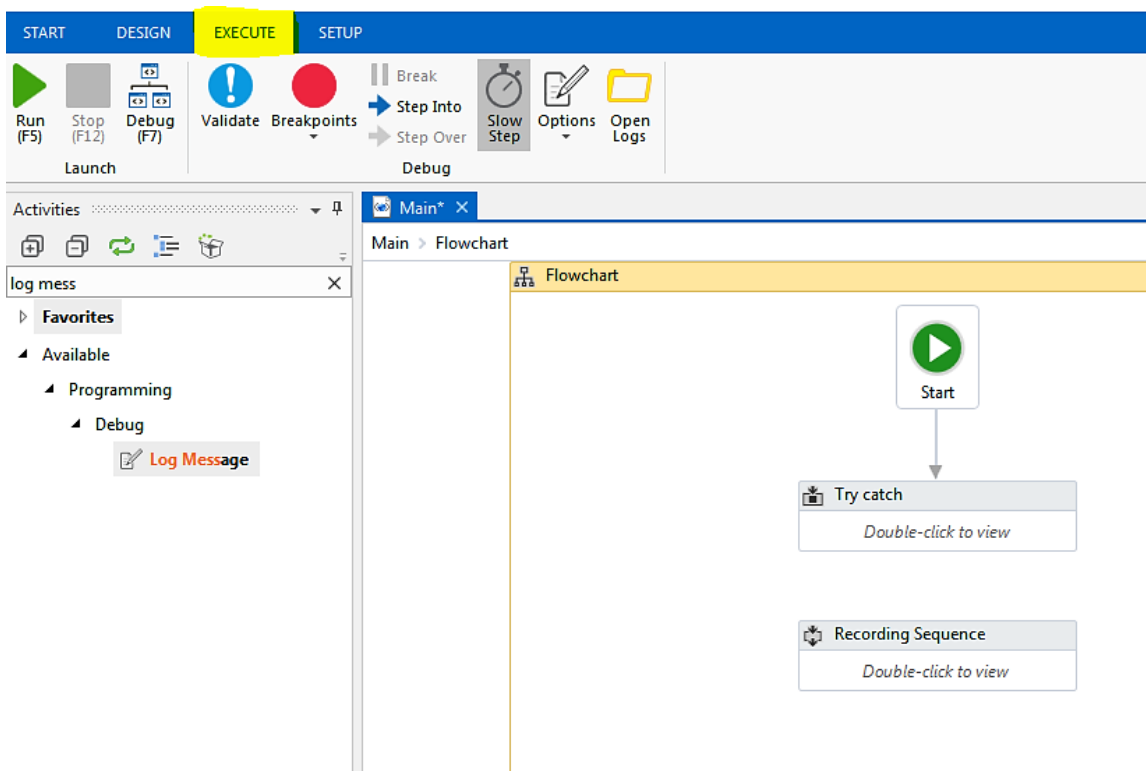 START DESIGN EXECUTE SETUP
Run
(F5)
Stop
(F12)
Debug
(F7)
Launch
Validate
Breakpoints
Break
Step Into
Step Over
Slow
Step
Options
Open
Logs
Debug
Activities
log mess
Favorites
Available
Programming
Debug
Log Message
Main*
Main > Flowchart
Flowchart
Start
Try catch
Double-click to view
Recording Sequence
Double-click to view